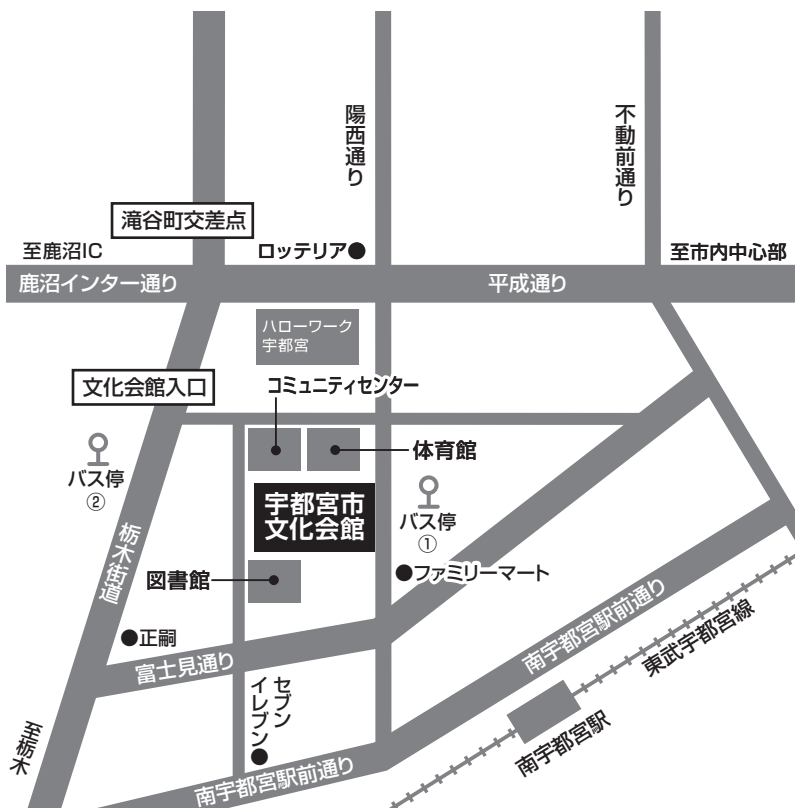 陽西通り
不動前通り
滝谷町交差点
至鹿沼IC
ロッテリア●
至市内中心部
鹿沼インター通り
平成通り
ハローワーク
宇都宮
文化会館入口
コミュニティセンター
体育館
バス停
②
宇都宮市
文化会館
バス停
①
栃木街道
図書館
●ファミリーマート
●正嗣
富士見通り
南宇都宮駅前通り
東武宇都宮線
セブン
イレブン●
至栃木
南宇都宮駅
南宇都宮駅前通り